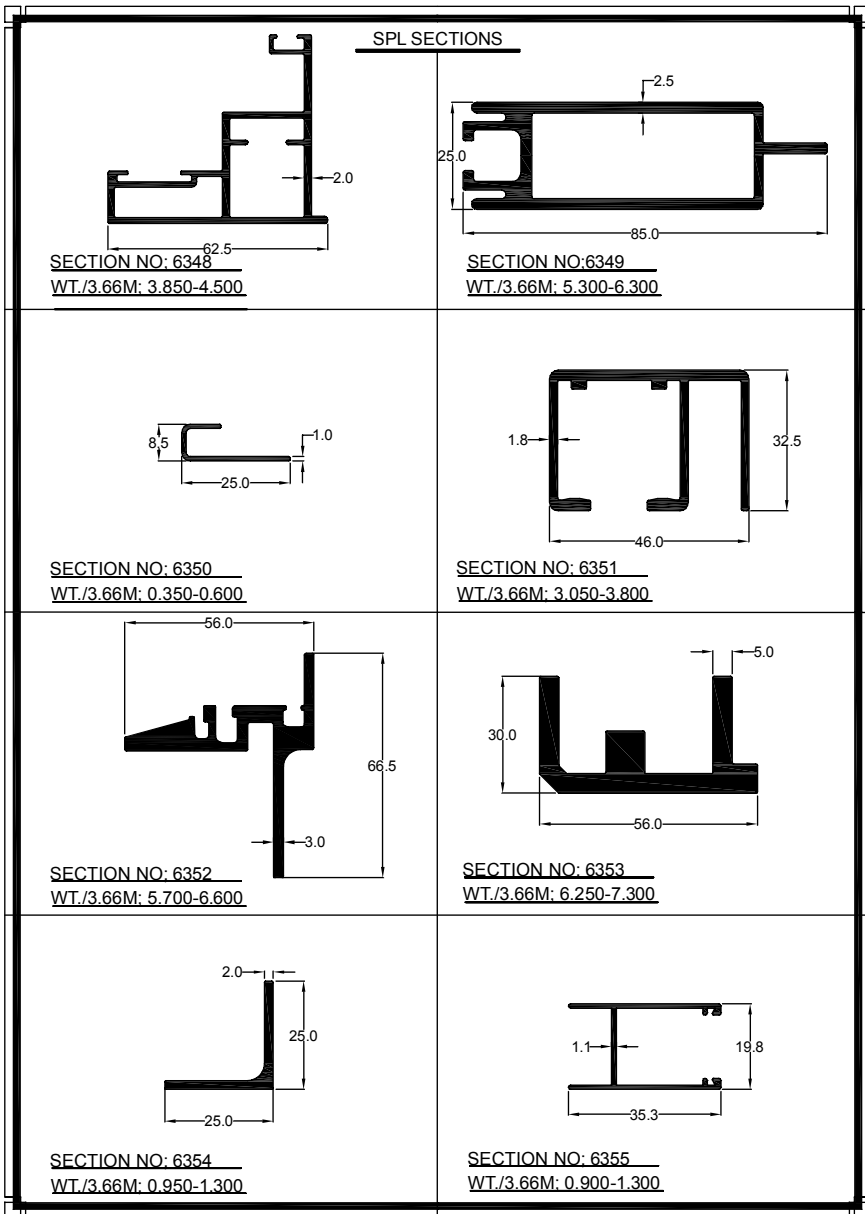 SPL SECTIONS
2.0
62.5
SECTION NO; 6348
WT./3.66M; 3.850-4.500
2.5
25.0
85.0
SECTION NO;6349
WT./3.66M; 5.300-6.300
8.5
1.0
25.0
SECTION NO; 6350
WT./3.66M; 0.350-0.600
1.8
32.5
46.0
SECTION NO; 6351
WT./3.66M; 3.050-3.800
56.0
66.5
3.0
SECTION NO; 6352
WT./3.66M; 5.700-6.600
5.0
30.0
56.0
SECTION NO; 6353
WT./3.66M; 6.250-7.300
2.0
25.0
25.0
SECTION NO; 6354
WT./3.66M; 0.950-1.300
1.1
19.8
35.3
SECTION NO; 6355
WT./3.66M; 0.900-1.300